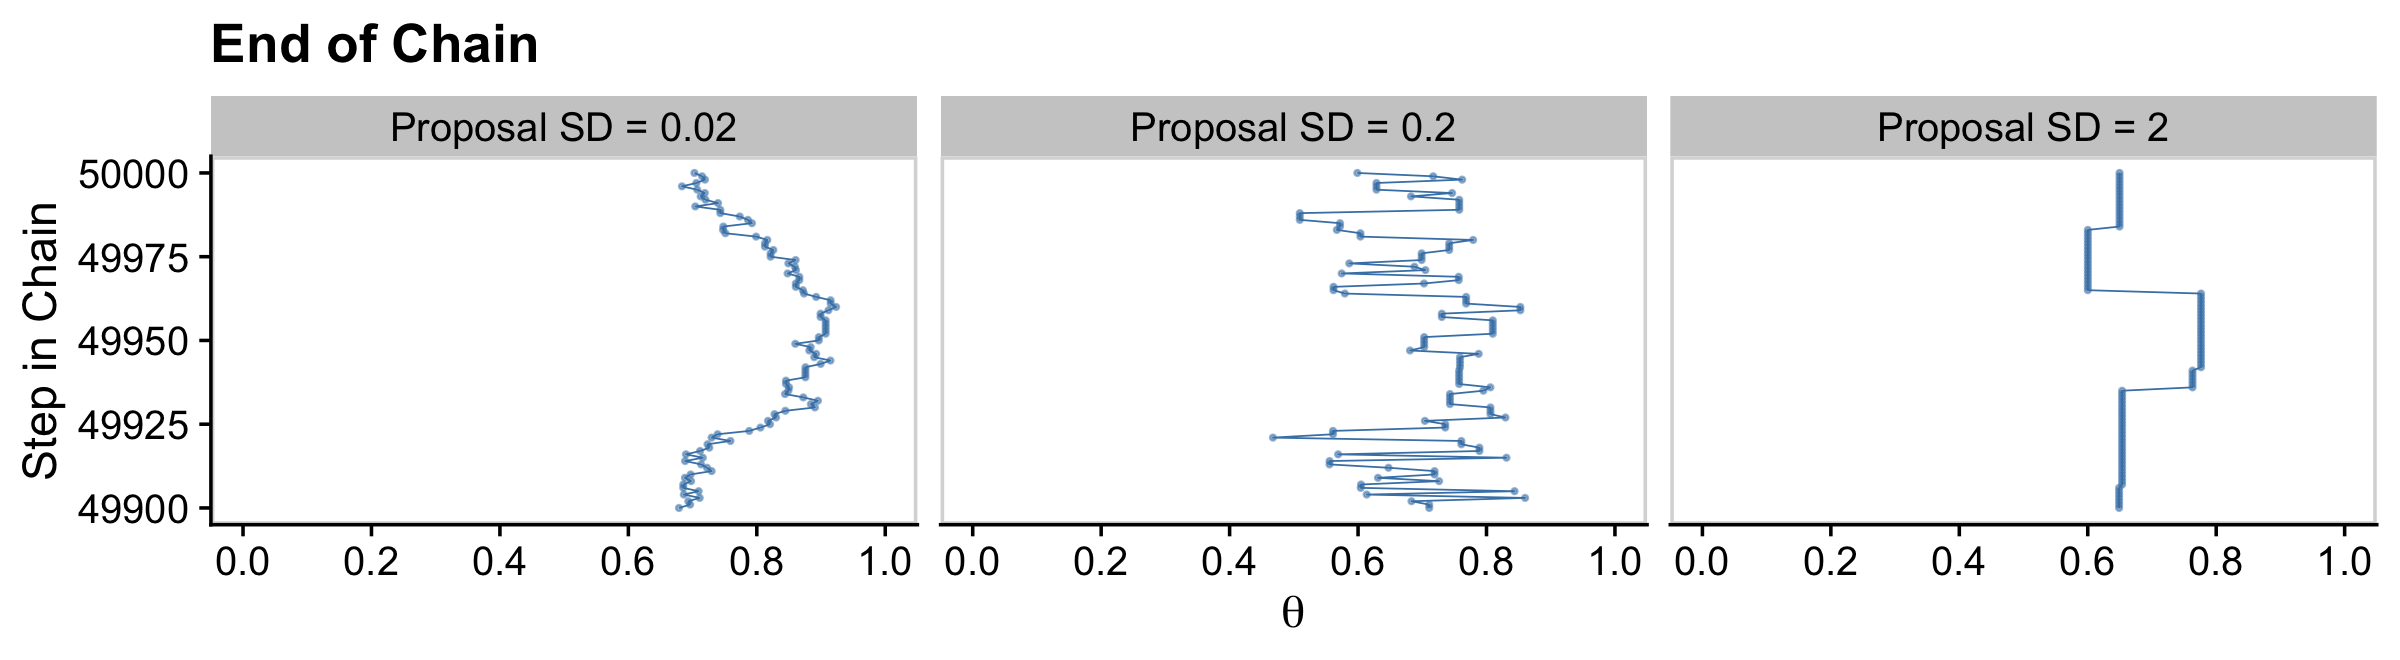 End of Chain
Proposal SD = 0.02
Proposal SD = 0.2
Proposal SD = 2
Step in Chain
50000
49975
49950
49925
49900
0.0 0.2 0.4 0.6 0.8 1.0
0.0 0.2 0.4 0.6 0.8 1.0
0.0 0.2 0.4 0.6 0.8 1.0
θ